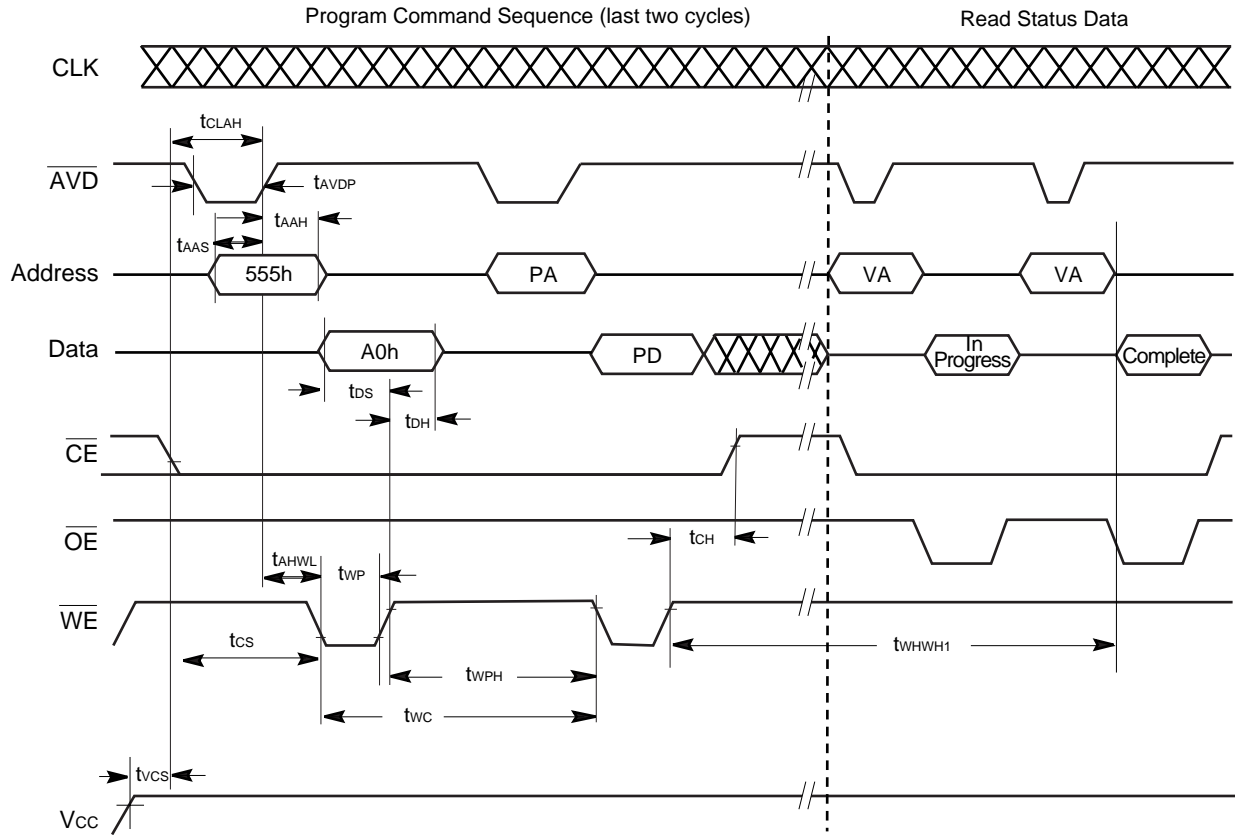 Program Command Sequence (last two cycles)
Read Status Data
CLK
tCLAH
AVD
tAVDP
tAAH
tAAS
Address
555h
PA
VA
VA
Data
A0h
PD
In
Progress
Complete
tDS
tDH
CE
OE
tCH
tAHWL
tWP
WE
tCS
tWHWH1
tWPH
tWC
tVCS
VCC